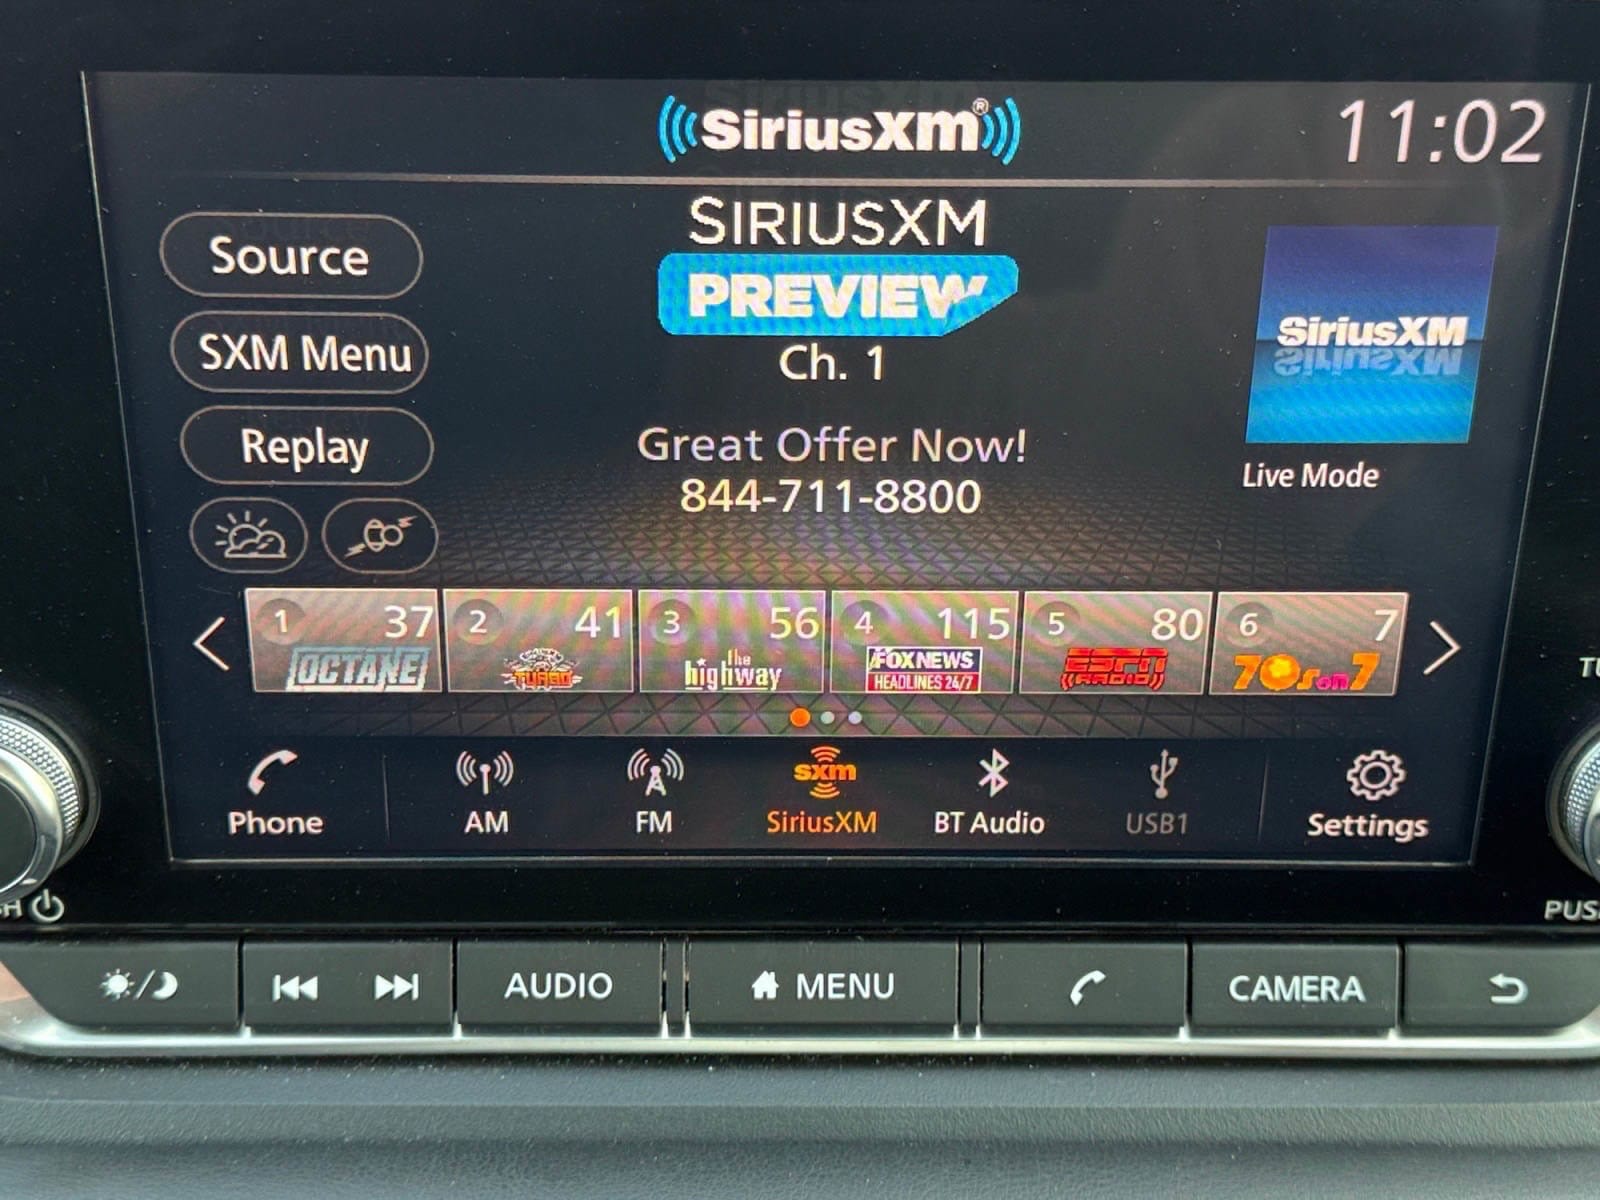 SiriusXM®
11:02
Source
SXM Menu
Replay
SIRIUSXM
PREVIEW
Ch. 1
Great Offer Now!
844-711-8800
SiriusXM
Live Mode
1 37
OCTANE
2 41
TURBO
3 56
the
highway
4 115
FOX NEWS
HEADLINES 24/7
5 80
ESPN
RADIO
6 7
70s on 7
Phone
AM
FM
sxm
SiriusXM
BT Audio
USB1
Settings
PUS
AUDIO
MENU
CAMERA